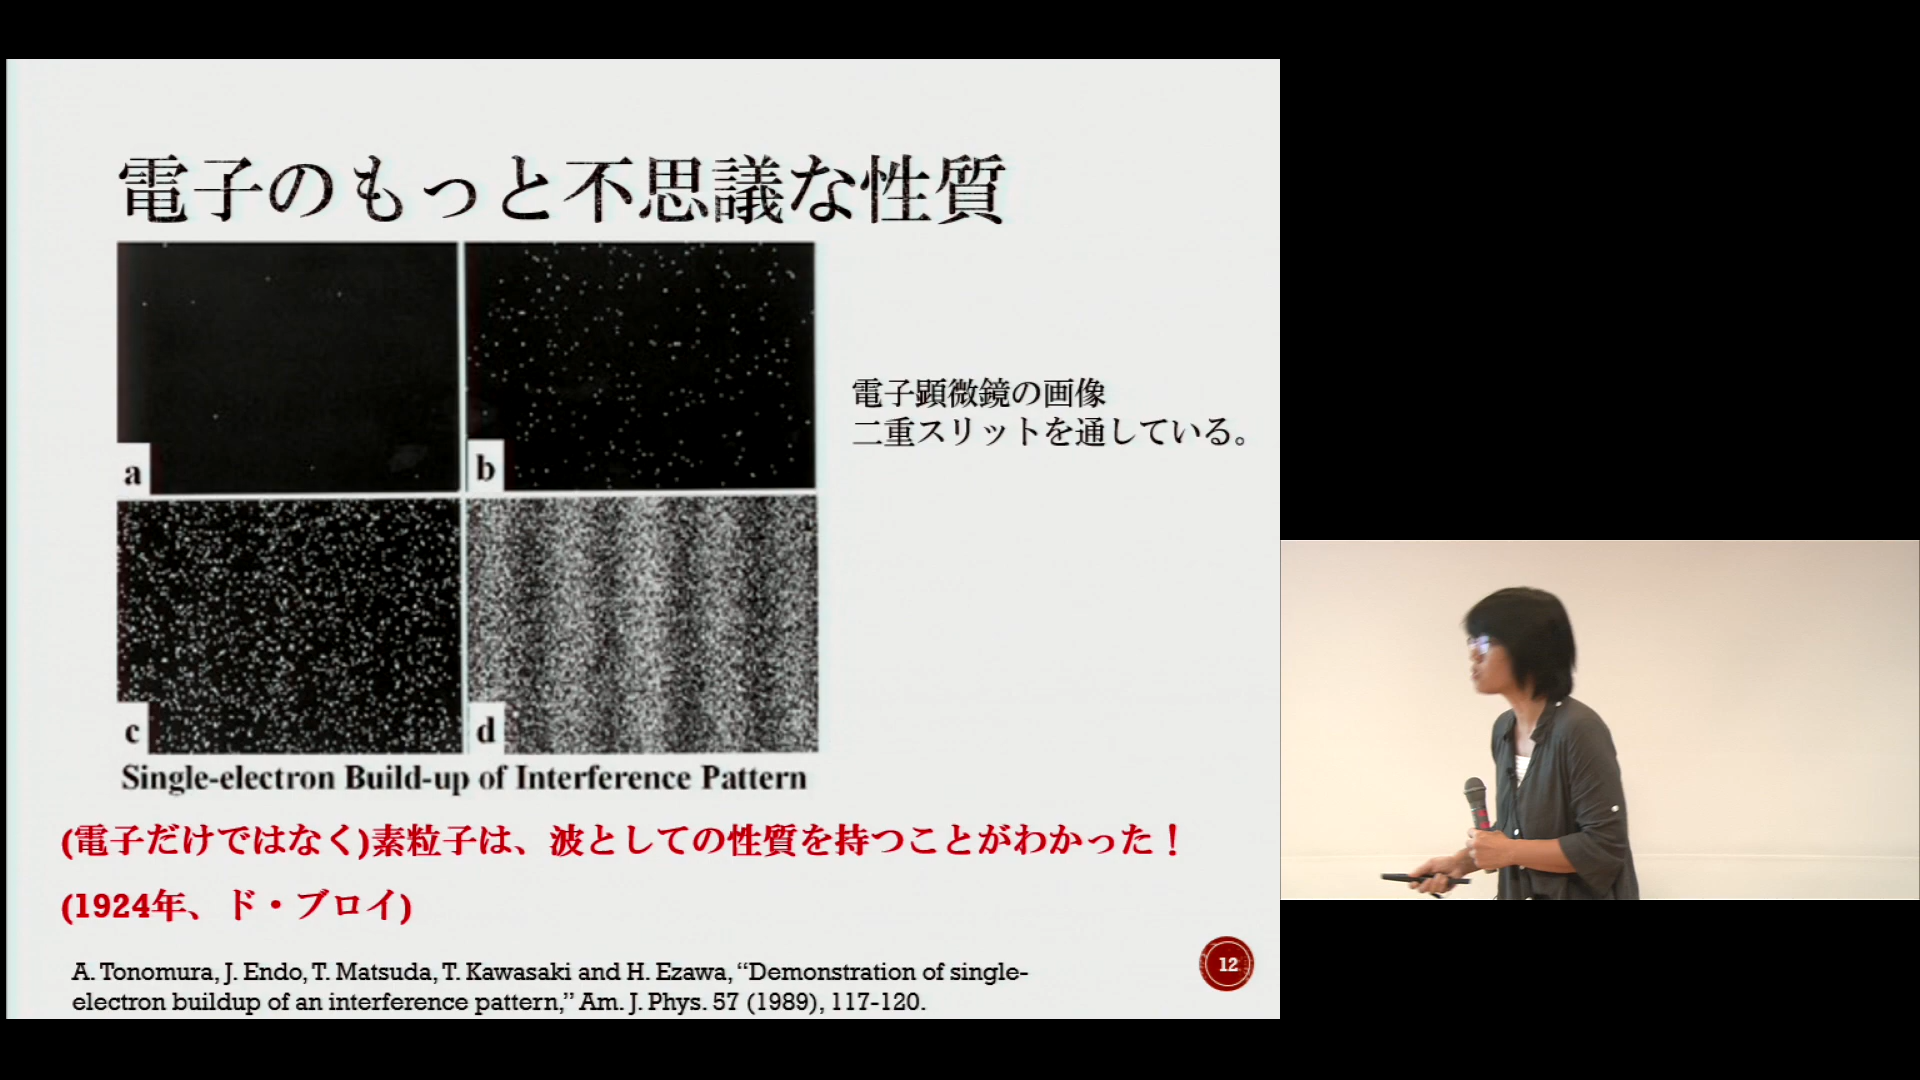 電子のもっと不思議な性質
a
b
電子顕微鏡の画像
二重スリットを通している。
c
d
Single-electron Build-up of Interference Pattern
(電子だけではなく)素粒子は、波としての性質を持つことがわかった！
(1924年、ド・ブロイ)
A. Tonomura, J. Endo, T. Matsuda, T. Kawasaki and H. Ezawa, “Demonstration of single-
electron buildup of an interference pattern,” Am. J. Phys. 57 (1989), 117-120.
12